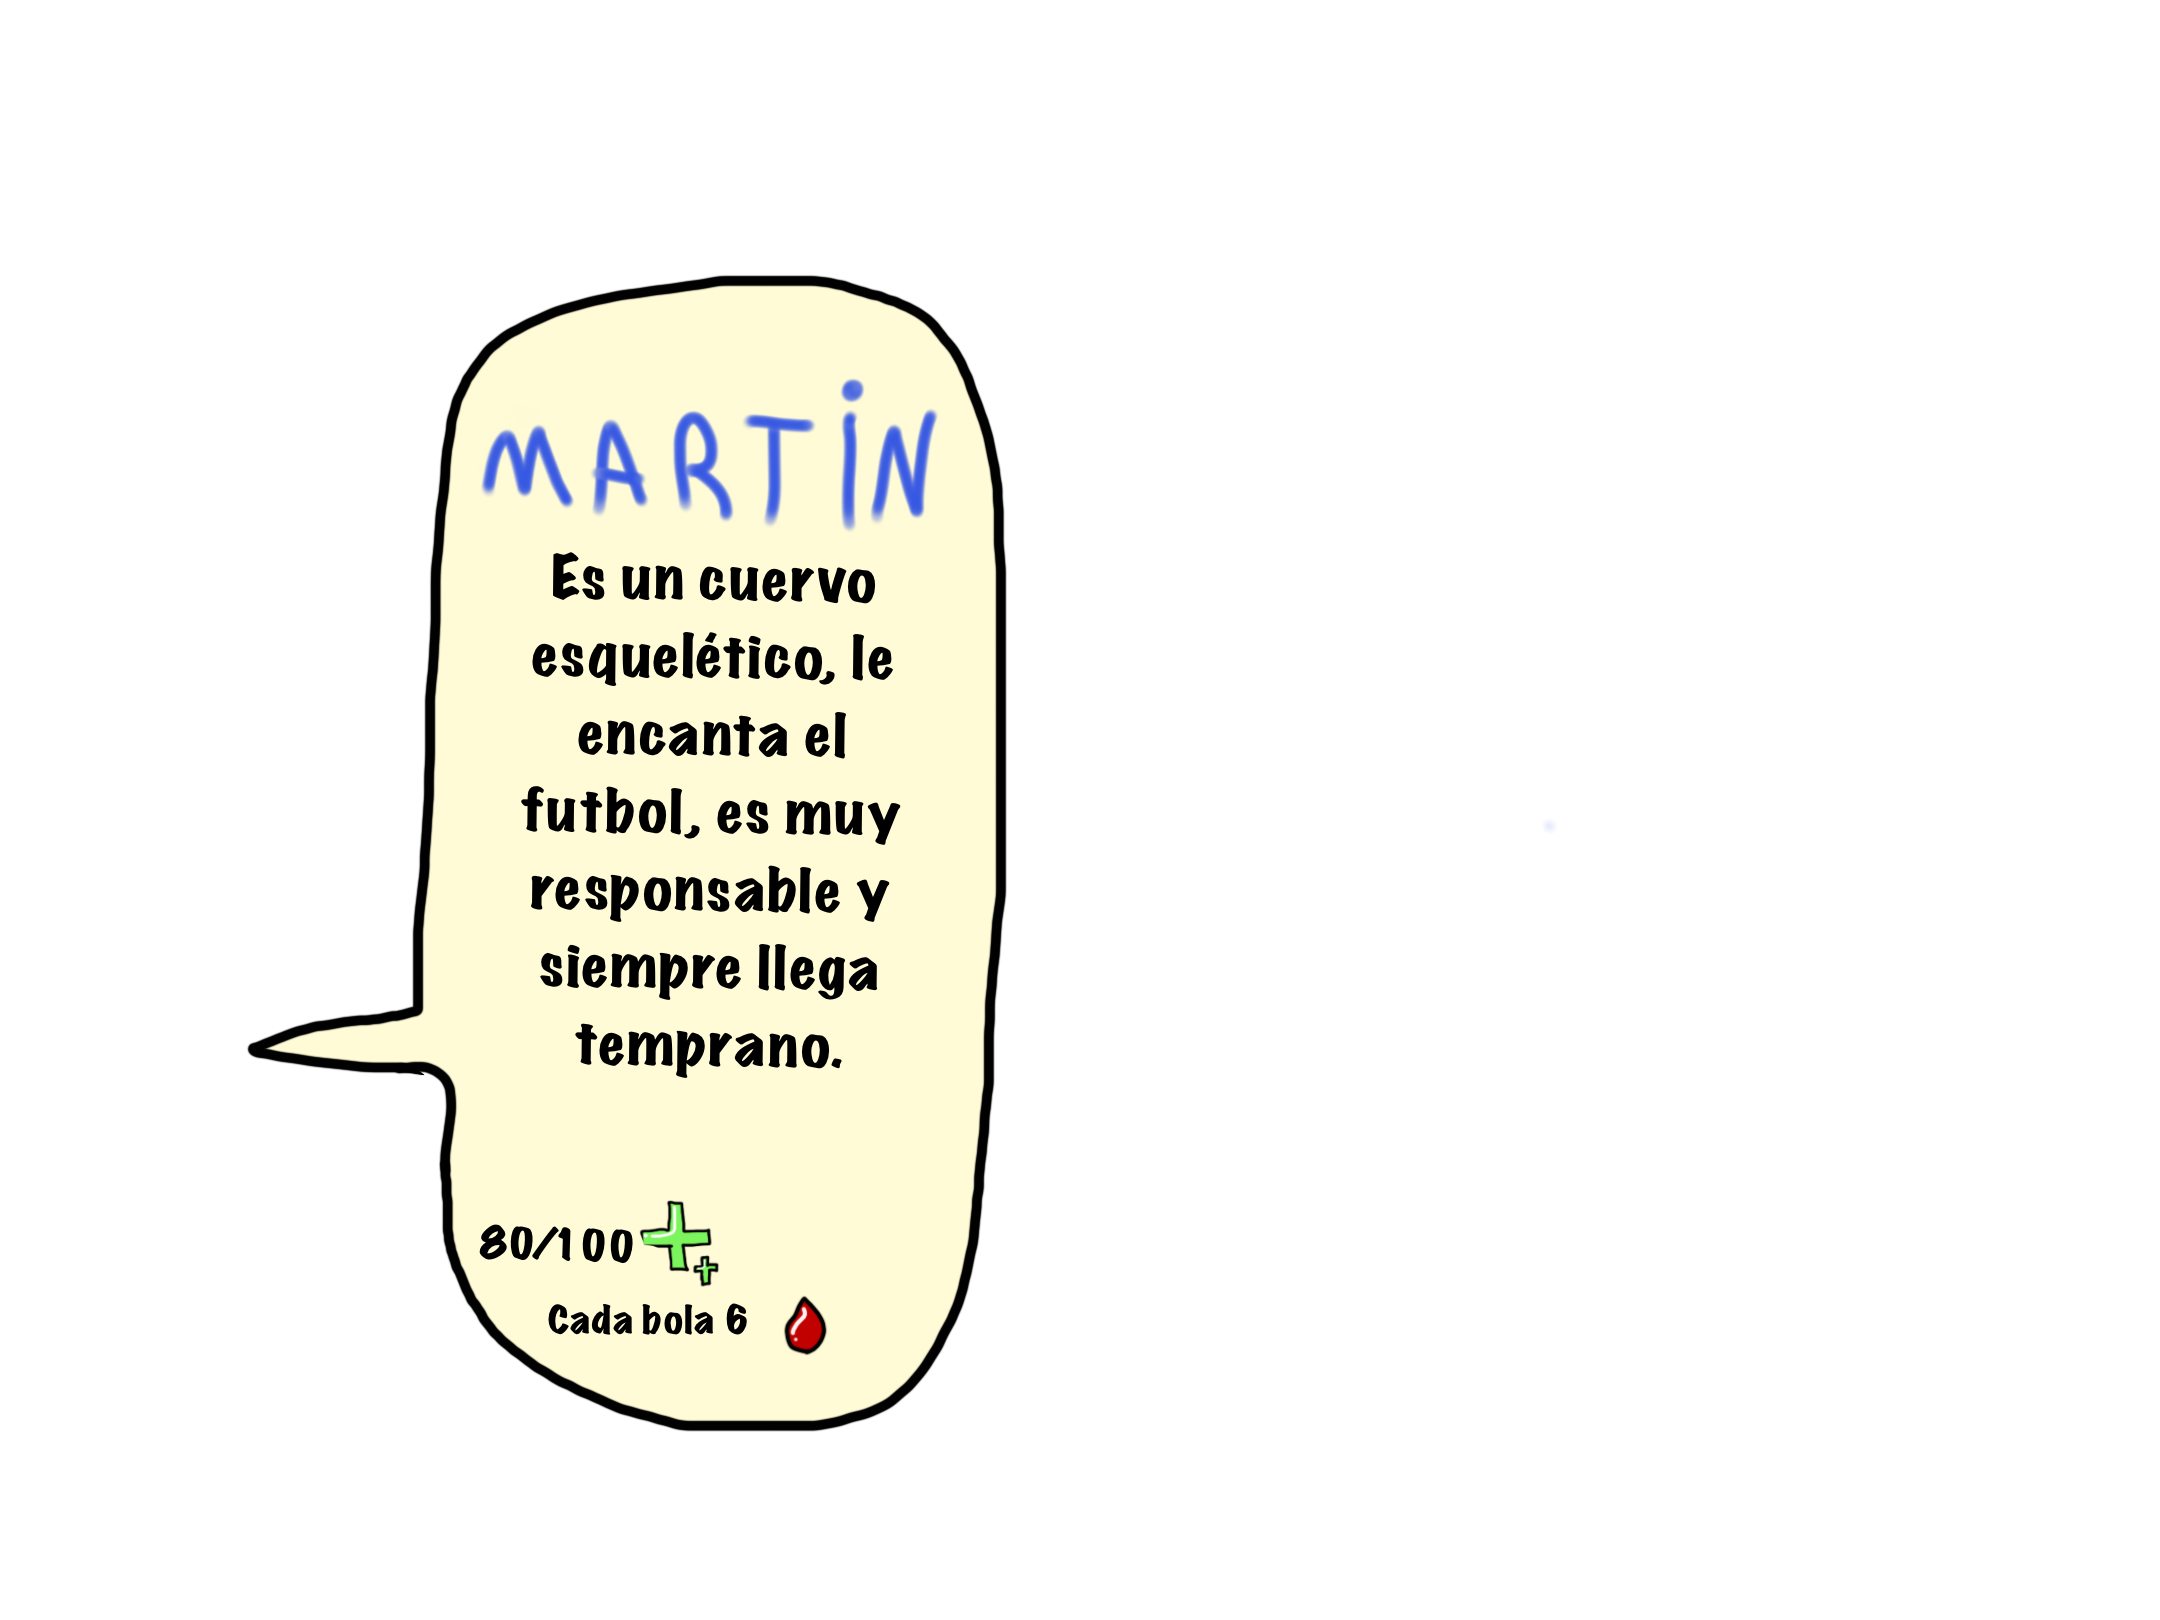 MARTIN
Es un cuervo
esquelético, le
encanta el
futbol, es muy
responsable y
siempre llega
temprano.
80/100
Cada bola 6